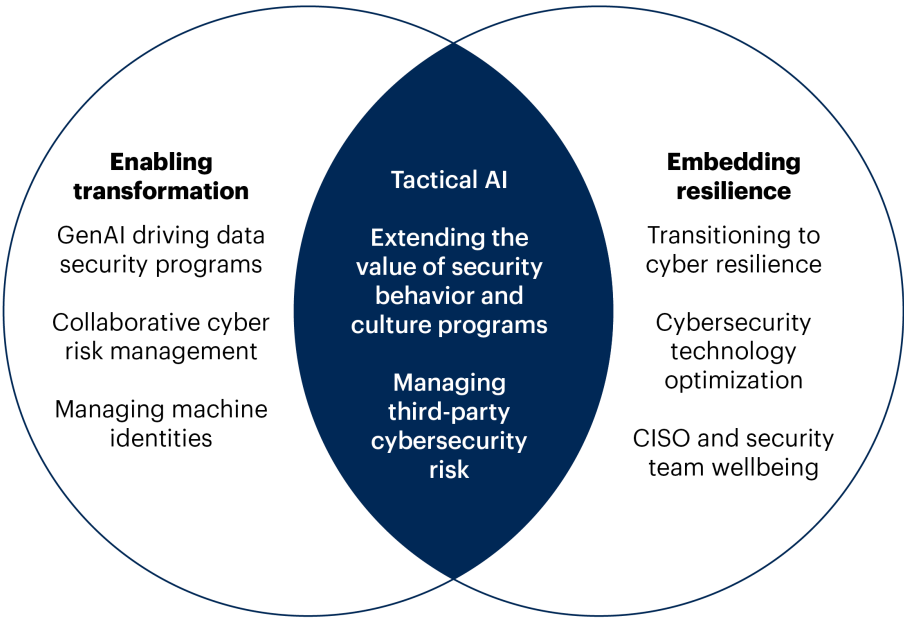 Enabling
transformation
GenAI driving data
security programs
Collaborative cyber
risk management
Managing machine
identities
Tactical AI
Extending the
value of security
behavior and
culture programs
Managing
third-party
cybersecurity
risk
Embedding
resilience
Transitioning to
cyber resilience
Cybersecurity
technology
optimization
CISO and security
team wellbeing